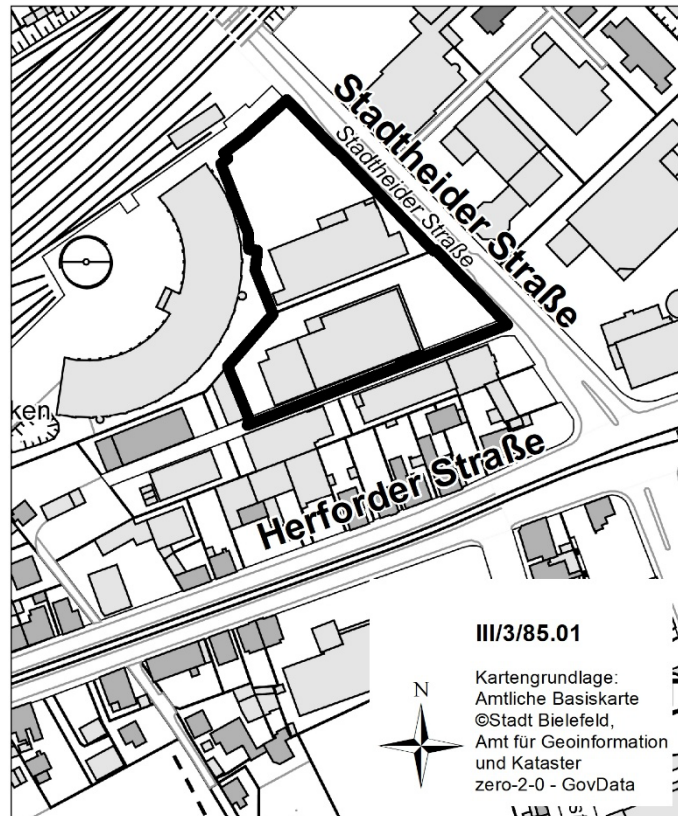 Stadtheider Straße
Stadtheider Straße
ken
Herforder Straße
III/3/85.01
N
Kartengrundlage:
Amtliche Basiskarte
©Stadt Bielefeld,
Amt für Geoinformation
und Kataster
zero-2-0 - GovData